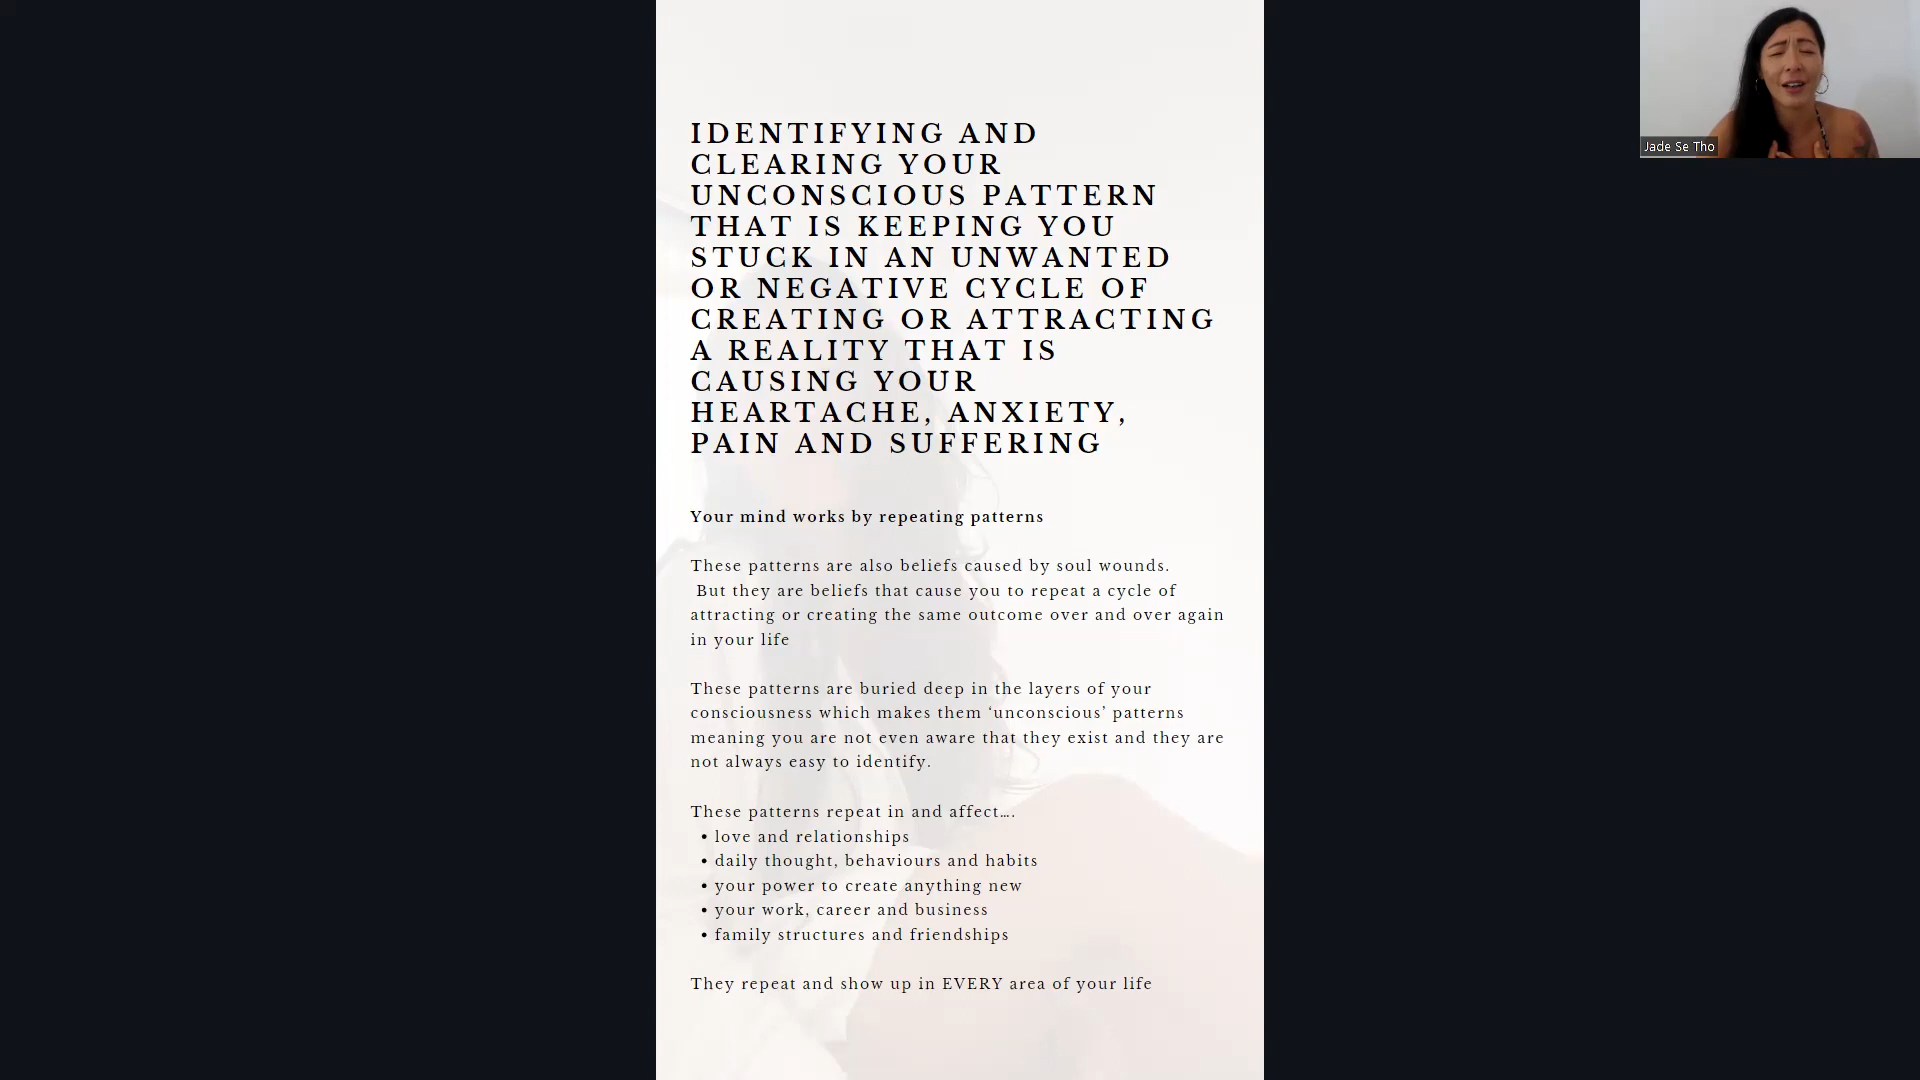 IDENTIFYING AND
CLEARING YOUR
UNCONSCIOUS PATTERN
THAT IS KEEPING YOU
STUCK IN AN UNWANTED
OR NEGATIVE CYCLE OF
CREATING OR ATTRACTING
A REALITY THAT IS
CAUSING YOUR
HEARTACHE, ANXIETY,
PAIN AND SUFFERING
Your mind works by repeating patterns
These patterns are also beliefs caused by soul wounds.
But they are beliefs that cause you to repeat a cycle of
attracting or creating the same outcome over and over again
in your life
These patterns are buried deep in the layers of your
consciousness which makes them ‘unconscious’ patterns
meaning you are not even aware that they exist and they are
not always easy to identify.
These patterns repeat in and affect....
• love and relationships
• daily thought, behaviours and habits
• your power to create anything new
• your work, career and business
• family structures and friendships
They repeat and show up in EVERY area of your life
Jade Se Tho